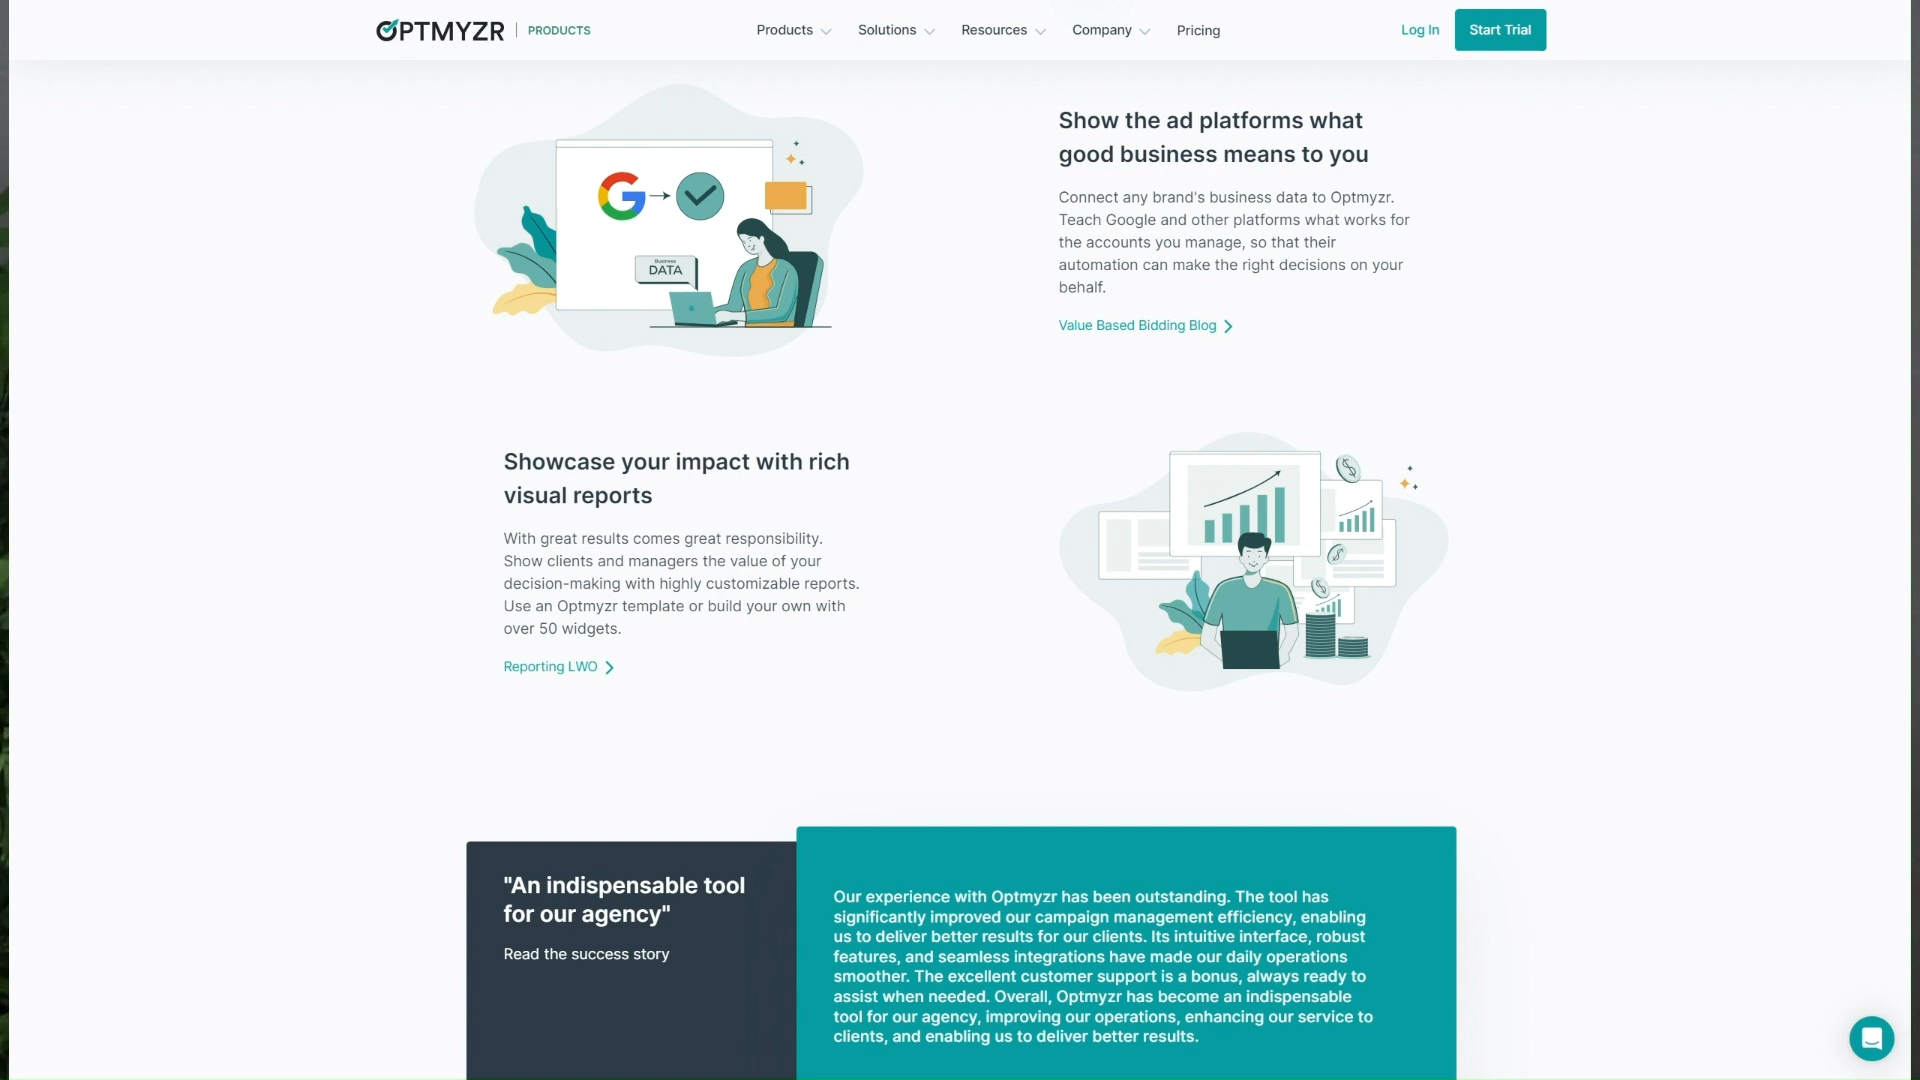 OPTMYZR | PRODUCTS
Products
Solutions
Resources
Company
Pricing
Log In
Start Trial
Business
DATA
Show the ad platforms what
good business means to you
Connect any brand's business data to Optmyzr.
Teach Google and other platforms what works for
the accounts you manage, so that their
automation can make the right decisions on your
behalf.
Value Based Bidding Blog
Showcase your impact with rich
visual reports
With great results comes great responsibility.
Show clients and managers the value of your
decision-making with highly customizable reports.
Use an Optmyzr template or build your own with
over 50 widgets.
Reporting LWO
"An indispensable tool
for our agency"
Read the success story
Our experience with Optmyzr has been outstanding. The tool has
significantly improved our campaign management efficiency, enabling
us to deliver better results for our clients. Its intuitive interface, robust
features, and seamless integrations have made our daily operations
smoother. The excellent customer support is a bonus, always ready to
assist when needed. Overall, Optmyzr has become an indispensable
tool for our agency, improving our operations, enhancing our service to
clients, and enabling us to deliver better results.